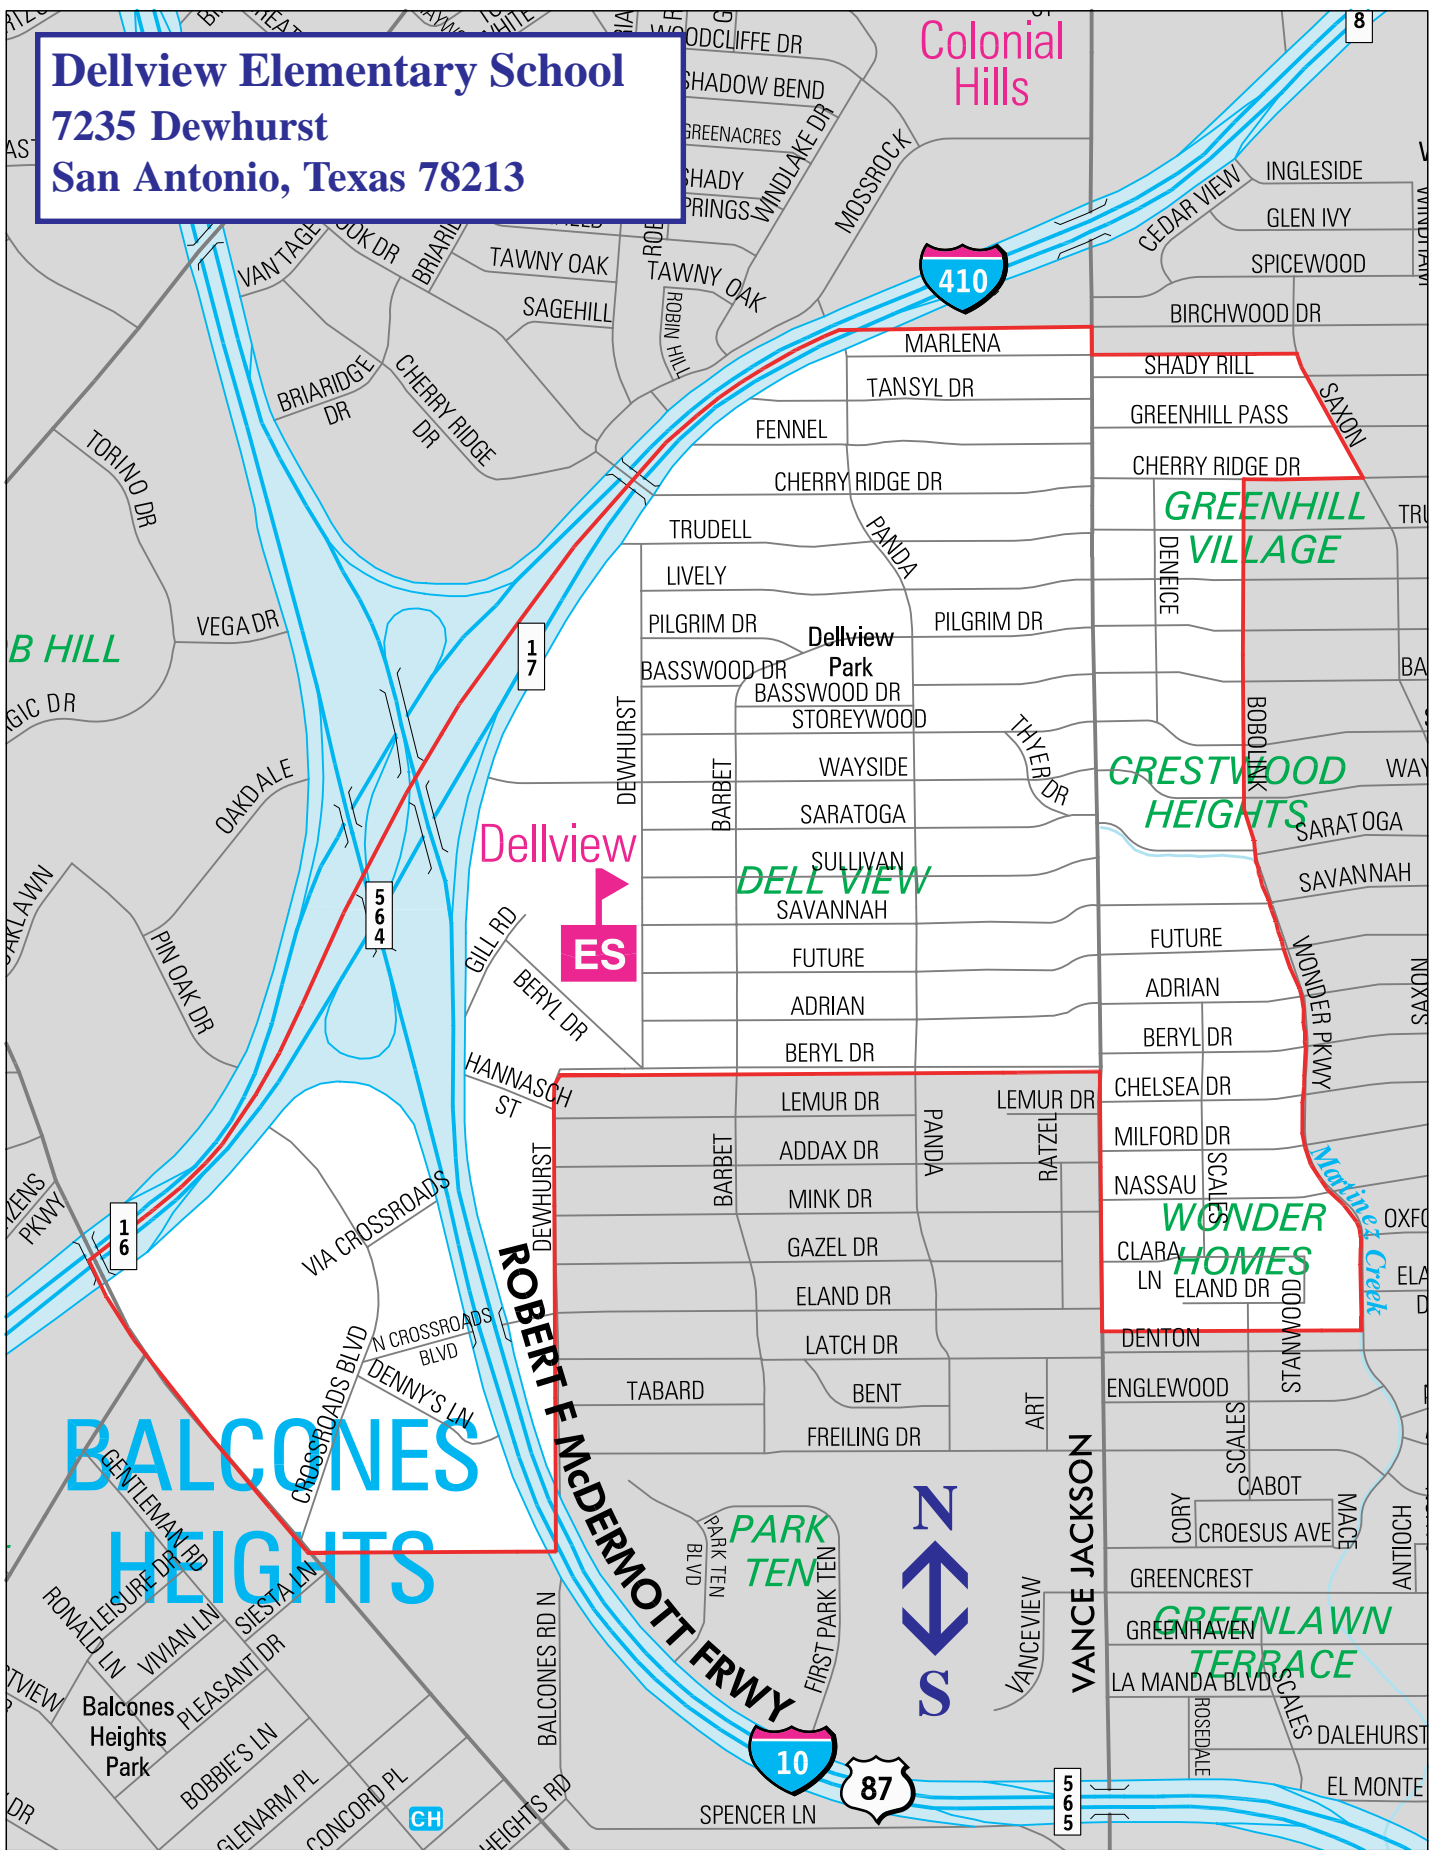 Dellview Elementary School
7235 Dewhurst
San Antonio, Texas 78213
WOODCLIFFE DR
SHADOW BEND
GREENACRES
SHADY
SPRINGS
WINDLAKE DR
MOSSROCK
Colonial
Hills
8
INGLESIDE
CEDAR VIEW
GLEN IVY
SPICEWOOD
BIRCHWOOD DR
VAN TAGE
TAWNY OAK
TAWNY OAK
SAGEHILL
ROBIN HILL
410
MARLENA
SHADY RILL
TANSYL DR
SAXON
BRIARIDGE
DR
CHERRY RIDGE
DR
FENNEL
GREENHILL PASS
TORINO DR
CHERRY RIDGE DR
CHERRY RIDGE DR
GREENHILL
VILLAGE
TRUDELL
PANDA
DENEICE
LIVELY
VEGA DR
PILGRIM DR
PILGRIM DR
Dellview
Park
B HILL
17
BASSWOOD DR
BASSWOOD DR
STOREYWOOD
DEWHURST
THYER DR
BOBOLINK
GIC DR
OAKDALE
BARBET
WAYSIDE
CRESTWOOD
HEIGHTS
WAY
SARATOGA
SARATOGA
Dellview
SULLIVAN
DELL VIEW
SAVANNAH
SAVANNAH
564
ES
GILL RD
BERYL DR
PIN OAK DR
FUTURE
FUTURE
WONDER PKWY
NOXAS
ADRIAN
ADRIAN
BERYL DR
BERYL DR
HANNASCH
ST
CHELSEA DR
LEMUR DR
LEMUR DR
MILFORD DR
ADDAX DR
BARBET
PANDA
RATZEL
DEWHURST
NASSAU
SCALES
MINK DR
Martinez Creek
WONDER
HOMES
VIA CROSSROADS
16
PKWY
GAZEL DR
CLARA
LN
ELAND DR
ELAND DR
STANWOOD
N CROSSROADS
BLVD
LATCH DR
DENTON
CROSSROADS BLVD
DENNY'S LN
TABARD
BENT
ART
ENGLEWOOD
FREILING DR
SCALES
ROBERT F McDERMOTT FRWY
BALCONES
HEIGHTS
VANCE JACKSON
CABOT
CORY
CROESUS AVE
MACE
ANTIOCH
N
S
PARK
TEN
PARK TEN
BLVD
FIRST PARK TEN
GENTLEMAN RD
LEISURE DR
RONALD LN
VIVIAN LN
SIESTA LN
PLEASANT DR
GREENCREST
VANCEVIEW
GREENHAVEN
GREENLAWN
TERRACE
LA MANDA BLVD
SCALES
ROSEDALE
DALEHURST
BALCONES RD N
Balcones
Heights
Park
BOBBIE'S LN
GLENARM PL
CONCORD PL
CH
HEIGHTS RD
10
87
565
EL MONTE
SPENCER LN